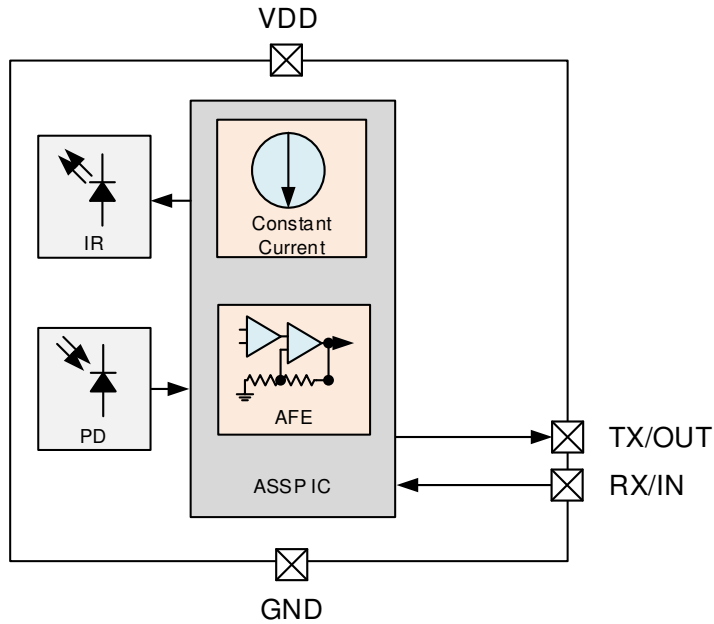 VDD
IR
Constant
Current
PD
AFE
ASSP IC
TX/OUT
RX/IN
GND